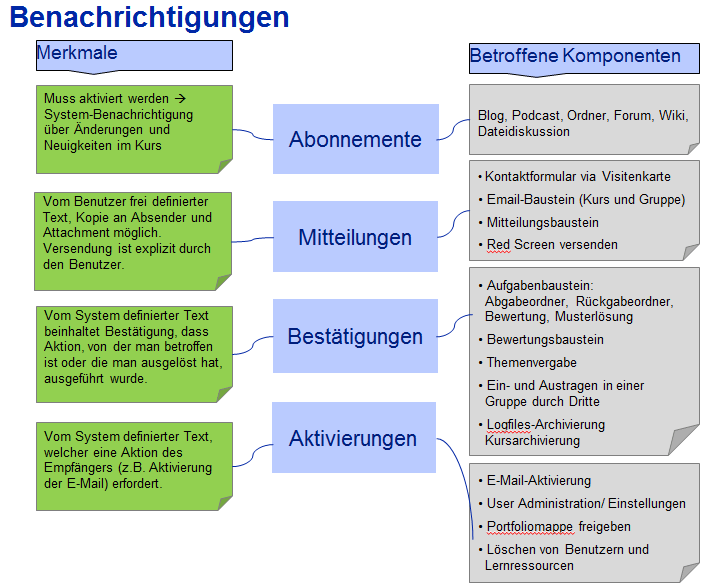 Benachrichtigungen
Merkmale
Betroffene Komponenten
Muss aktiviert werden →
System-Benachrichtigung
über Änderungen und
Neuigkeiten im Kurs
Abonnemente
Blog, Podcast, Ordner, Forum, Wiki,
Dateidiskussion
Vom Benutzer frei definierter
Text, Kopie an Absender und
Attachment möglich.
Versendung ist explizit durch
den Benutzer.
Mitteilungen
• Kontaktformular via Visitenkarte
• Email-Baustein (Kurs und Gruppe)
• Mitteilungsbaustein
• Red Screen versenden
Vom System definierter Text
beinhaltet Bestätigung, dass
Aktion, von der man betroffen
ist oder die man ausgelöst hat,
ausgeführt wurde.
Bestätigungen
• Aufgabenbaustein:
Abgabeordner, Rückgabeordner,
Bewertung, Musterlösung
• Bewertungsbaustein
• Themenvergabe
• Ein- und Austragen in einer
Gruppe durch Dritte
• Logfiles-Archivierung
Kursarchivierung
Vom System definierter Text,
welcher eine Aktion des
Empfängers (z.B. Aktivierung
der E-Mail) erfordert.
Aktivierungen
• E-Mail-Aktivierung
• User Administration/ Einstellungen
• Portfoliomappe freigeben
• Löschen von Benutzern und
Lernressourcen